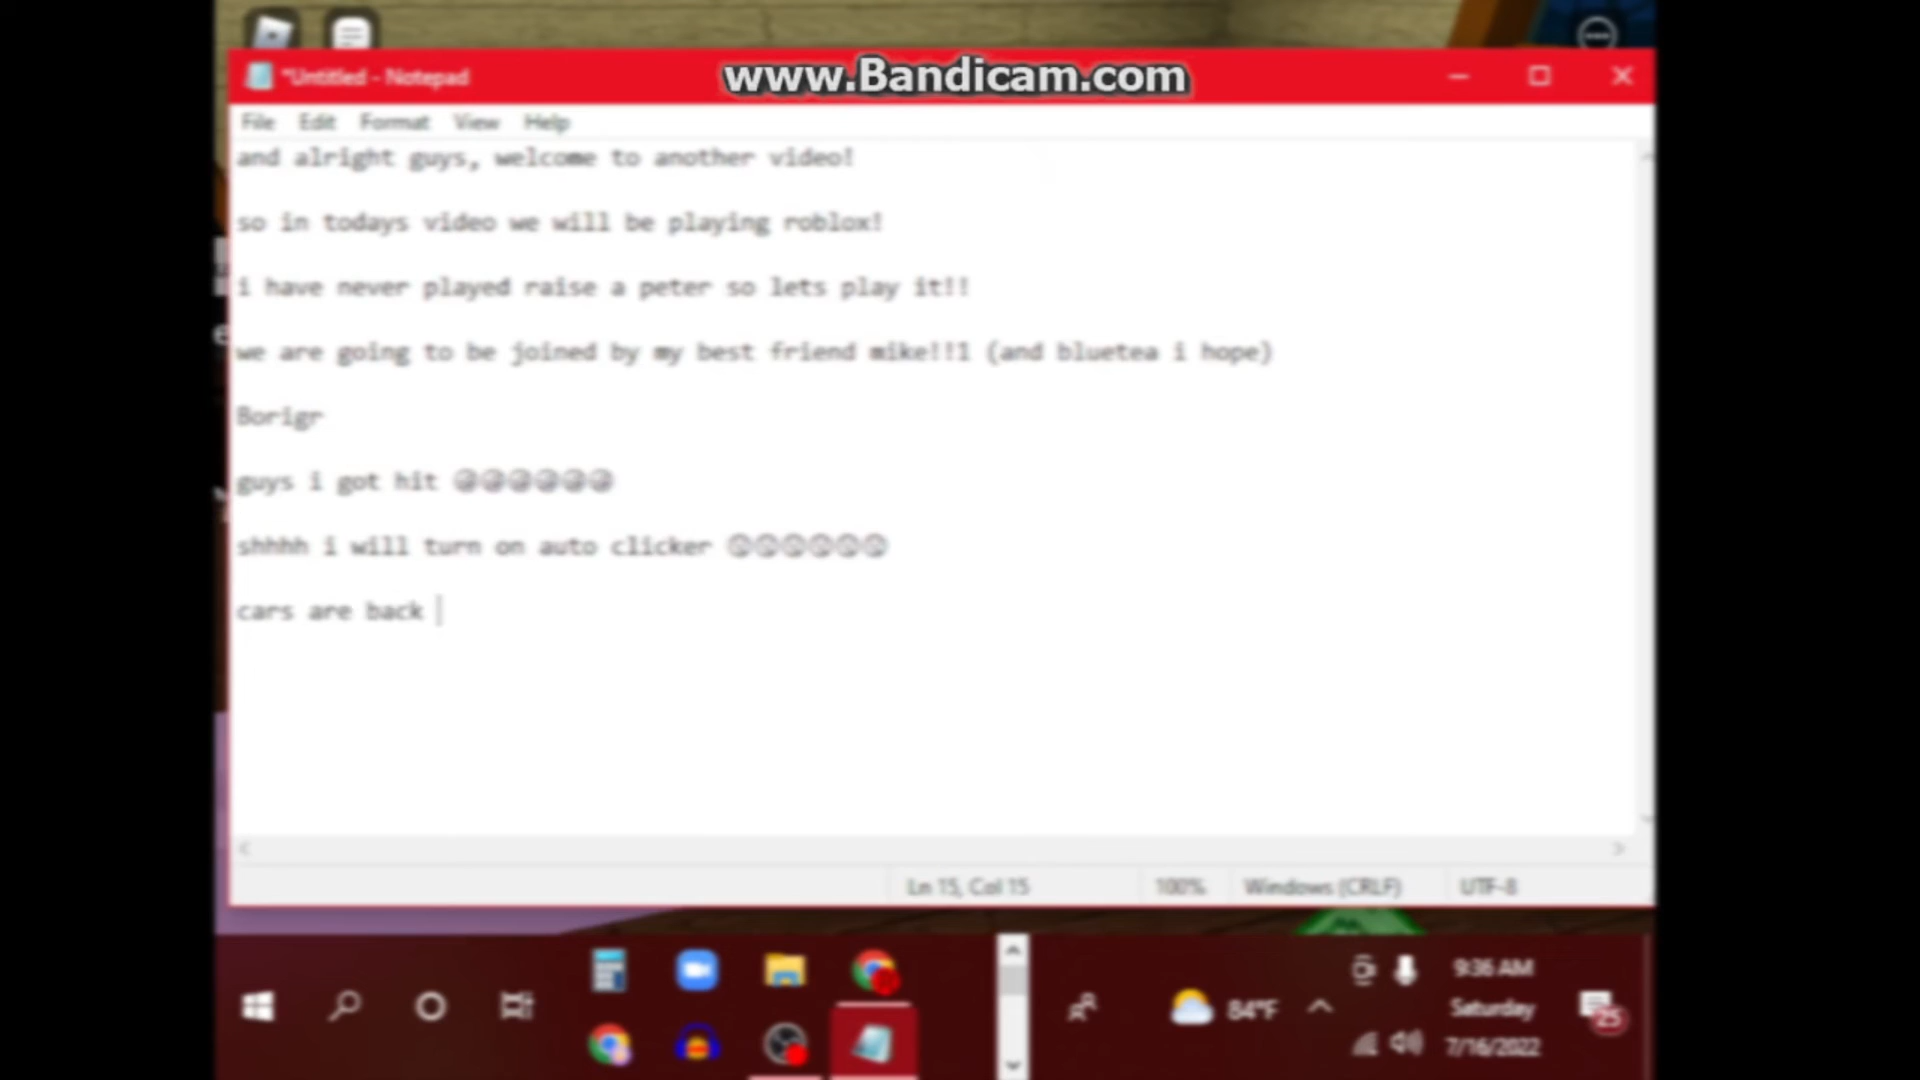 www.Bandicam.com
*Untitled - Notepad
File Edit Format View Help
and alright guys, welcome to another video!
so in todays video we will be playing roblox!
i have never played raise a peter so lets play it!!
we are going to be joined by my best friend mike!!1 (and bluetea i hope)
Borigr
guys i got hit
shhhh i will turn on auto clicker
cars are back
Ln 15, Col 15 100% Windows (CRLF) UTF-8
84°F
9:36 AM
Saturday
7/16/2022
25